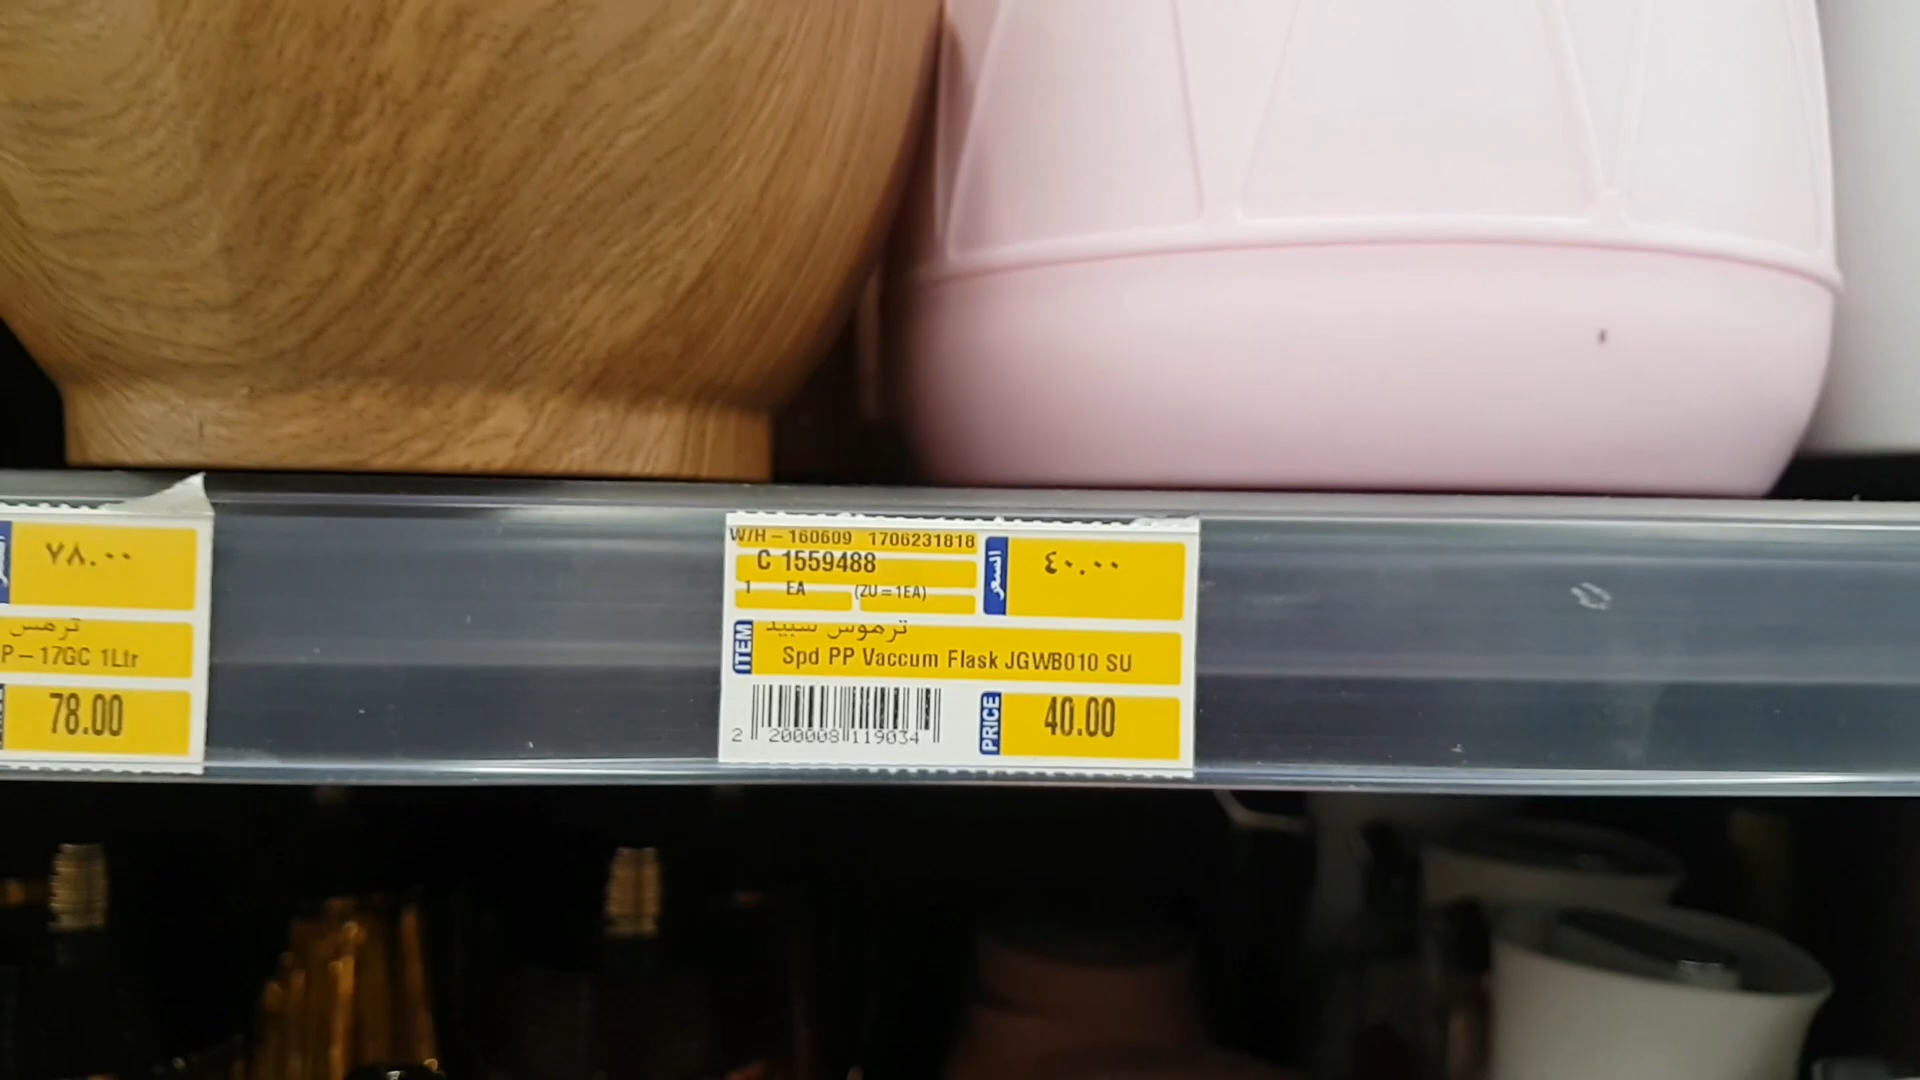 ٧٨.٠٠
ترمس
P-17GC 1Ltr
78.00
W/H - 160609 1706231818
C 1559488
1 EA (ZU=1EA)
السعر
٤٠.٠٠
ITEM
ترموس سبيد
Spd PP Vaccum Flask JGWB010 SU
2 200008 119034
PRICE
40.00